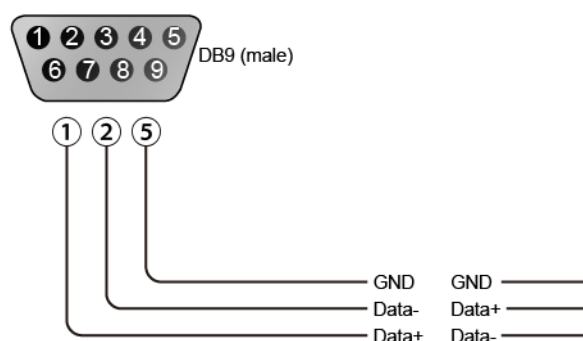 1 2 3 4 5
6 7 8 9
DB9 (male)
1 2 5
GND GND
Data- Data+
Data+ Data-